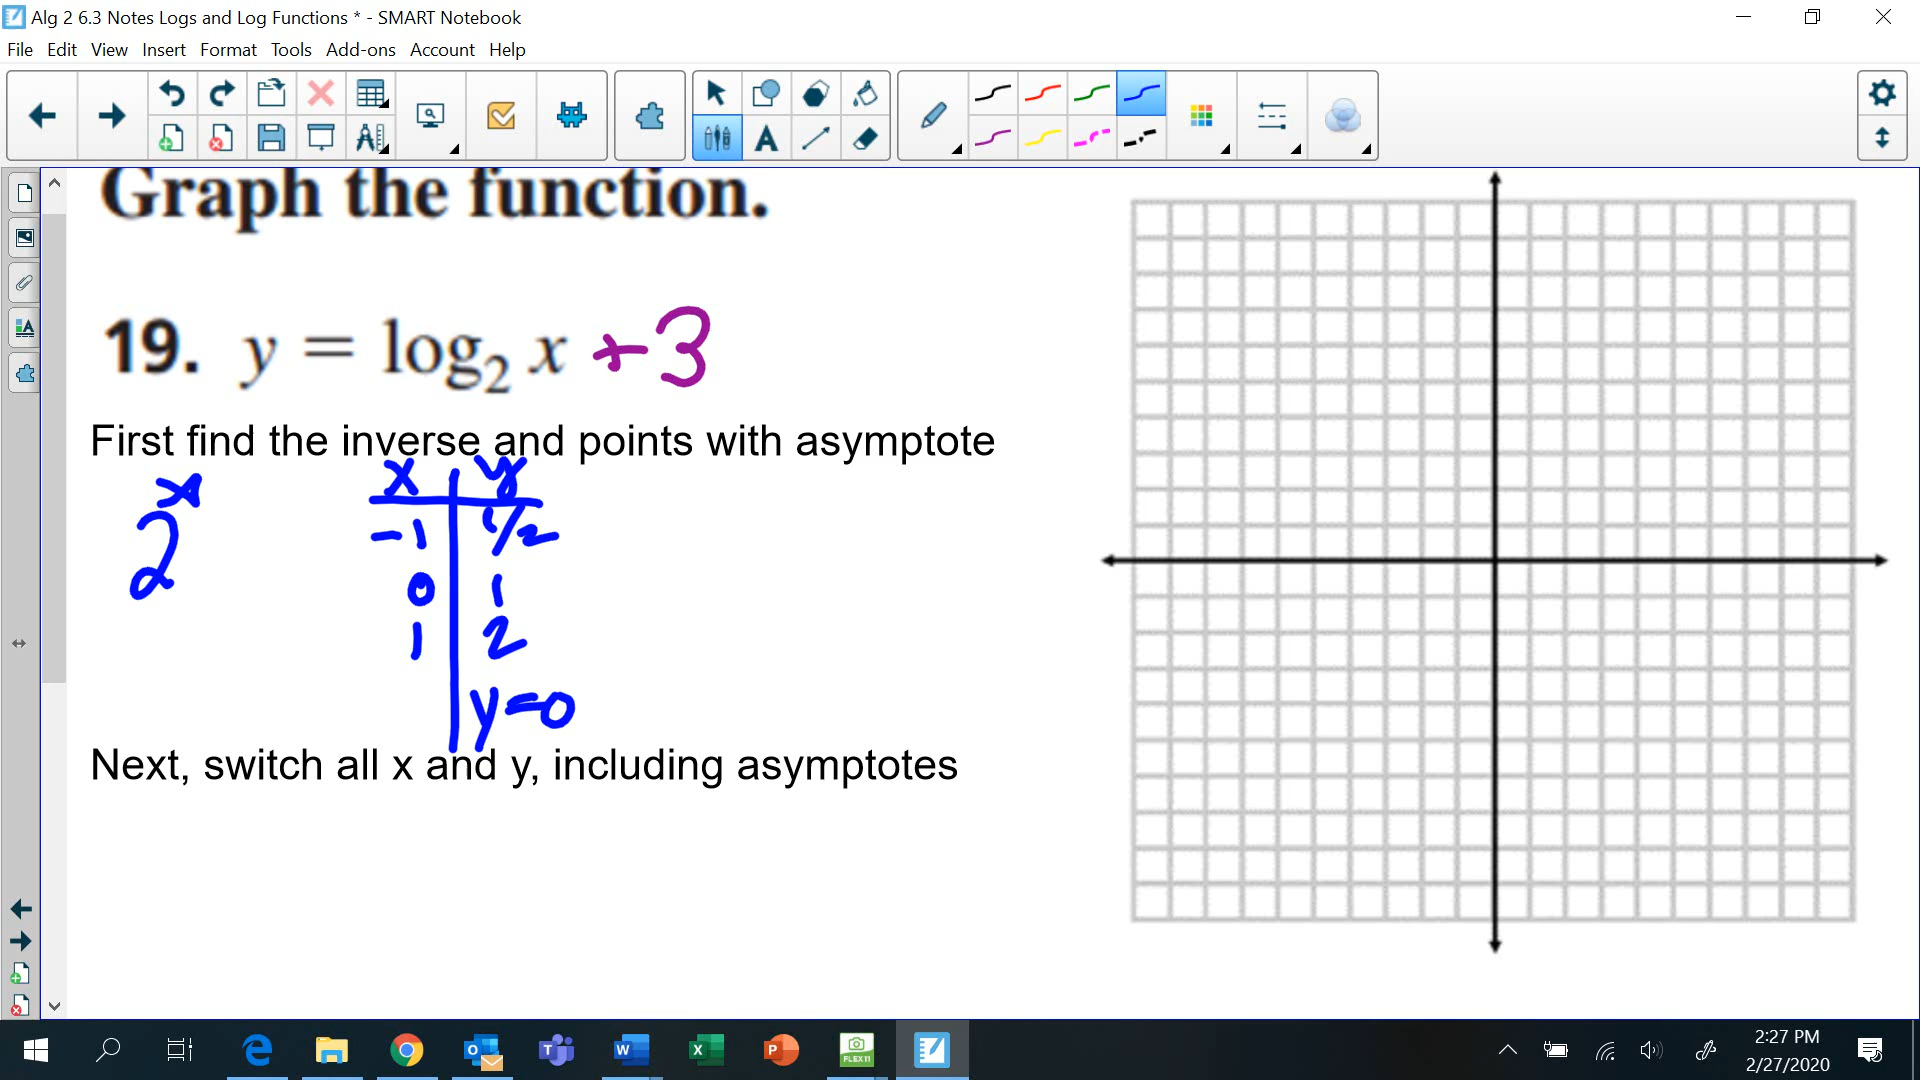 Alg 2 6.3 Notes Logs and Log Functions * - SMART Notebook
File Edit View Insert Format Tools Add-ons Account Help
Graph the function.
19. y = log₂ x + 3
First find the inverse and points with asymptote
2ˣ
x y
-1 1/2
0 1
1 2
y=0
Next, switch all x and y, including asymptotes
FLEX11
2:27 PM
2/27/2020